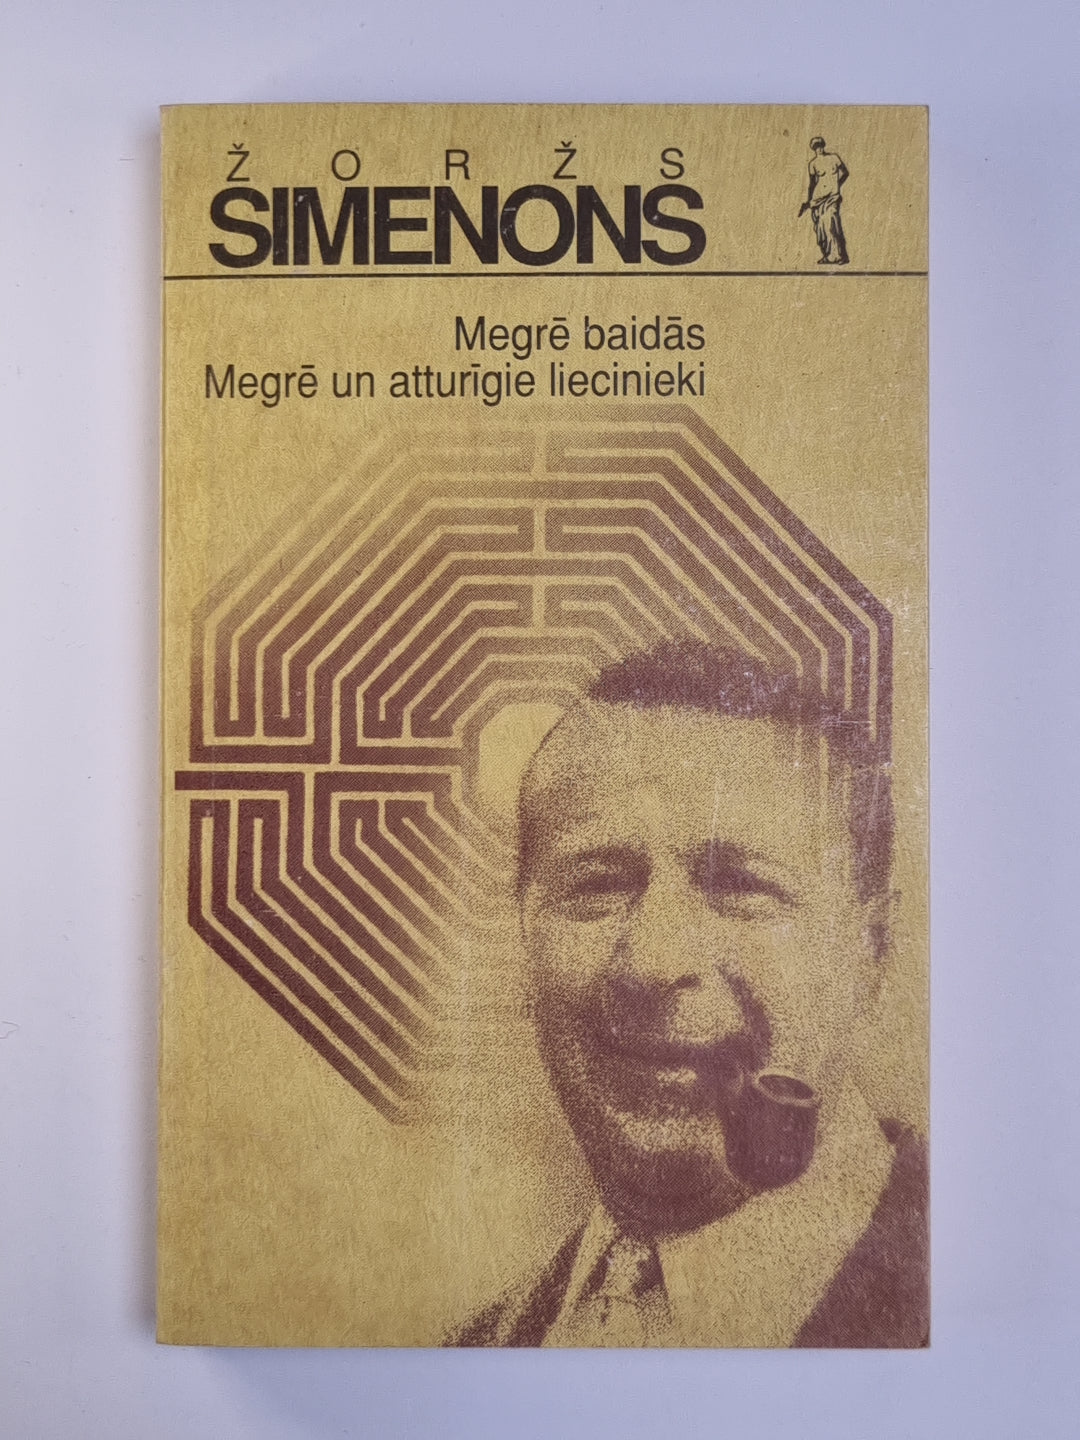 ŽORŽS
SIMENONS
Megrē baidās
Megrē un atturīgie liecinieki